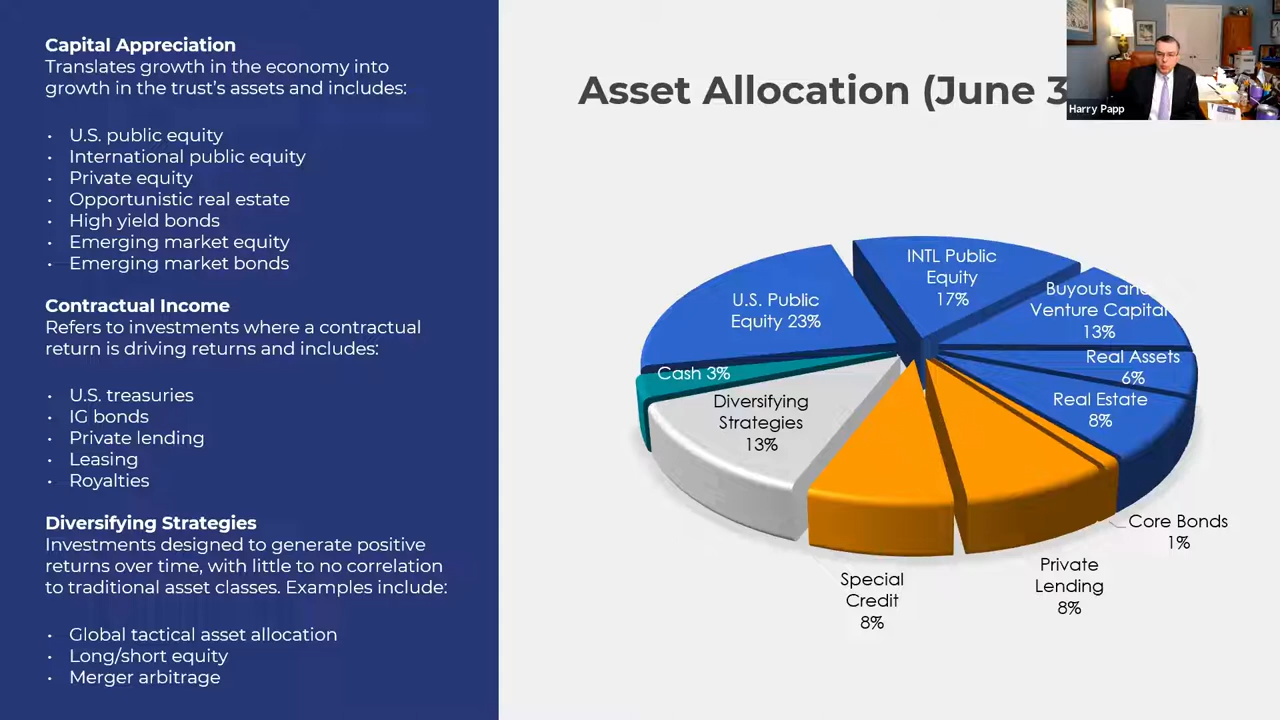 Capital Appreciation
Translates growth in the economy into
growth in the trust's assets and includes:
• U.S. public equity
• International public equity
• Private equity
• Opportunistic real estate
• High yield bonds
• Emerging market equity
• Emerging market bonds
Contractual Income
Refers to investments where a contractual
return is driving returns and includes:
• U.S. treasuries
• IG bonds
• Private lending
• Leasing
• Royalties
Diversifying Strategies
Investments designed to generate positive
returns over time, with little to no correlation
to traditional asset classes. Examples include:
• Global tactical asset allocation
• Long/short equity
• Merger arbitrage
Asset Allocation (June 3
Harry Papp
INTL Public
Equity
17%
Buyouts and
Venture Capital
13%
Real Assets
6%
Real Estate
8%
Core Bonds
1%
Private
Lending
8%
Special
Credit
8%
Diversifying
Strategies
13%
Cash 3%
U.S. Public
Equity 23%